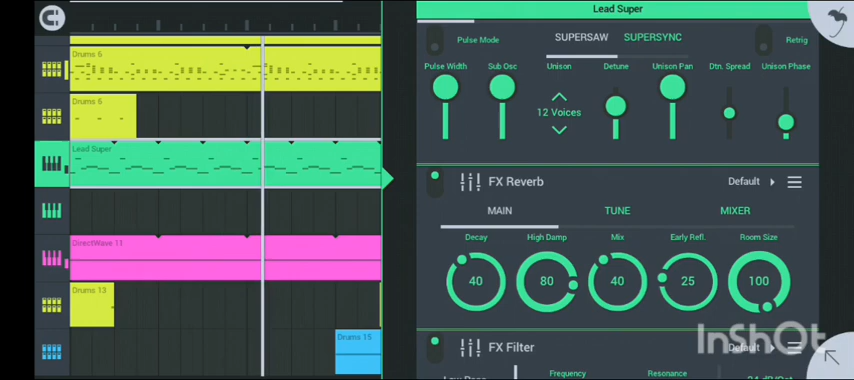 Lead Super
Pulse Mode
SUPERSAW
SUPERSYNC
Retrig
Pulse Width
Sub Osc
Unison
Detune
Unison Pan
Dtn. Spread
Unison Phase
12 Voices
Drums 6
Drums 6
Lead Super
DirectWave 11
Drums 13
Drums 15
FX Reverb
Default
MAIN
TUNE
MIXER
Decay
High Damp
Mix
Early Refl.
Room Size
40
80
40
25
100
InShOt
FX Filter
Default
Frequency
Resonance